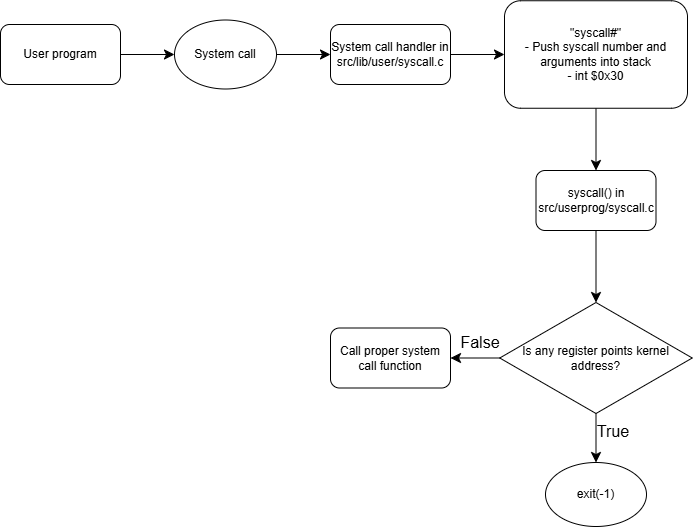 User program
System call
System call handler in
src/lib/user/syscall.c
"syscall#"
- Push syscall number and
arguments into stack
- int $0x30
syscall() in
src/userprog/syscall.c
Is any register points kernel
address?
False
Call proper system
call function
True
exit(-1)